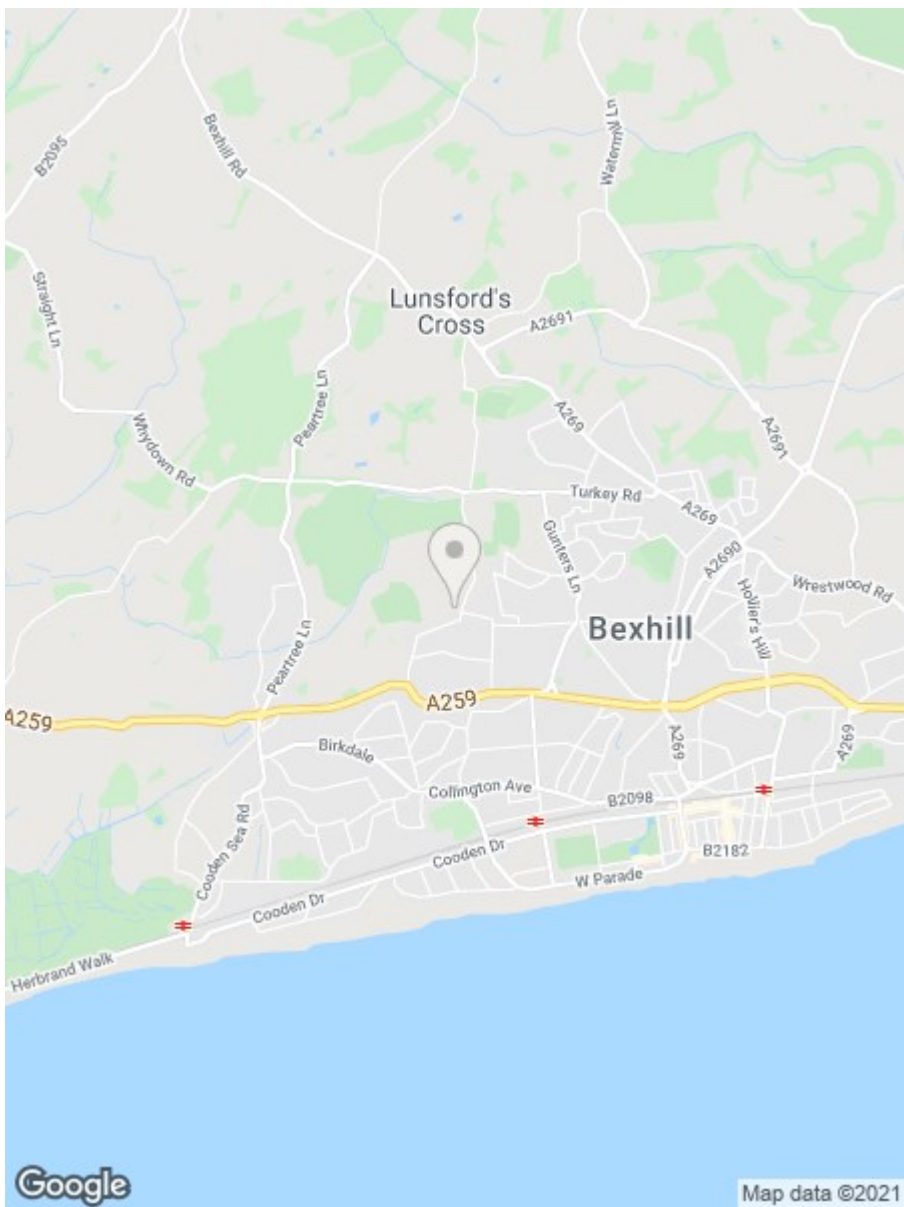 B2095
Bexhill Rd
Watermill Ln
Straight Ln
Lunsford's
Cross
A2691
Peartree Ln
A269
A2691
Whydown Rd
Turkey Rd
A269
Gunters Ln
A2690
Hollier's Hill
Wrestwood Rd
Bexhill
Peartree Ln
A259
A259
Birkdale
A269
A269
Collington Ave
B2098
Cooden Sea Rd
Cooden Dr
B2182
W Parade
Cooden Dr
Herbrand Walk
Google
Map data ©2021